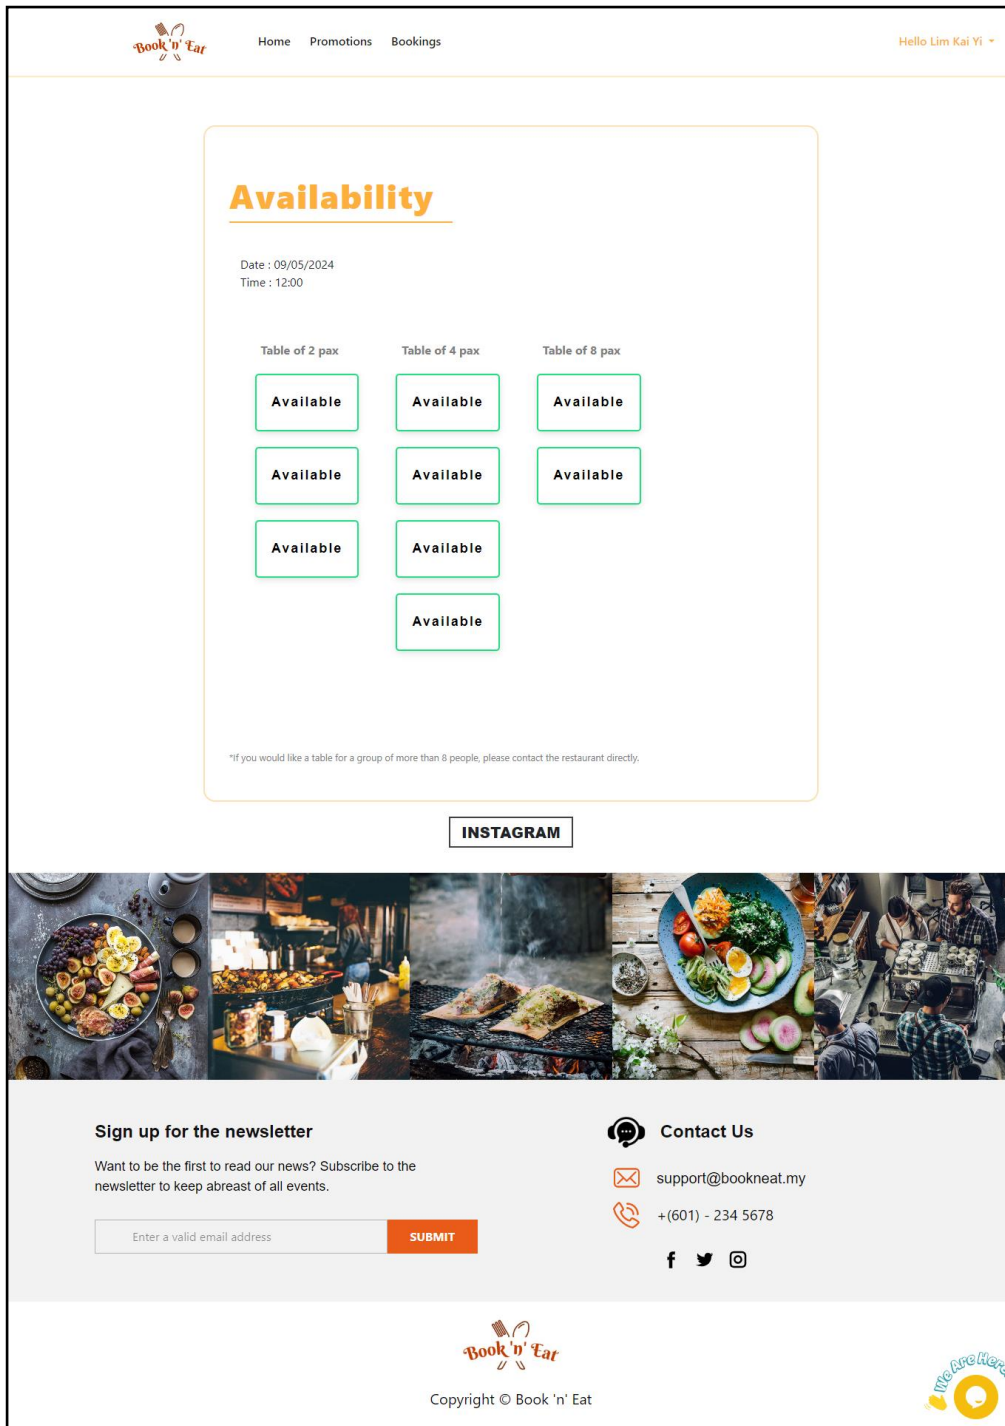 Book 'n' Eat
Home Promotions Bookings
Hello Lim Kai Yi
Availability
Date : 09/05/2024
Time : 12:00
Table of 2 pax Table of 4 pax Table of 8 pax
Available Available Available
Available Available Available
Available Available
Available
*If you would like a table for a group of more than 8 people, please contact the restaurant directly.
INSTAGRAM
Sign up for the newsletter
Want to be the first to read our news? Subscribe to the
newsletter to keep abreast of all events.
Enter a valid email address
SUBMIT
Contact Us
support@bookneat.my
+(601) - 234 5678
Book 'n' Eat
Copyright © Book 'n' Eat
We Are Here